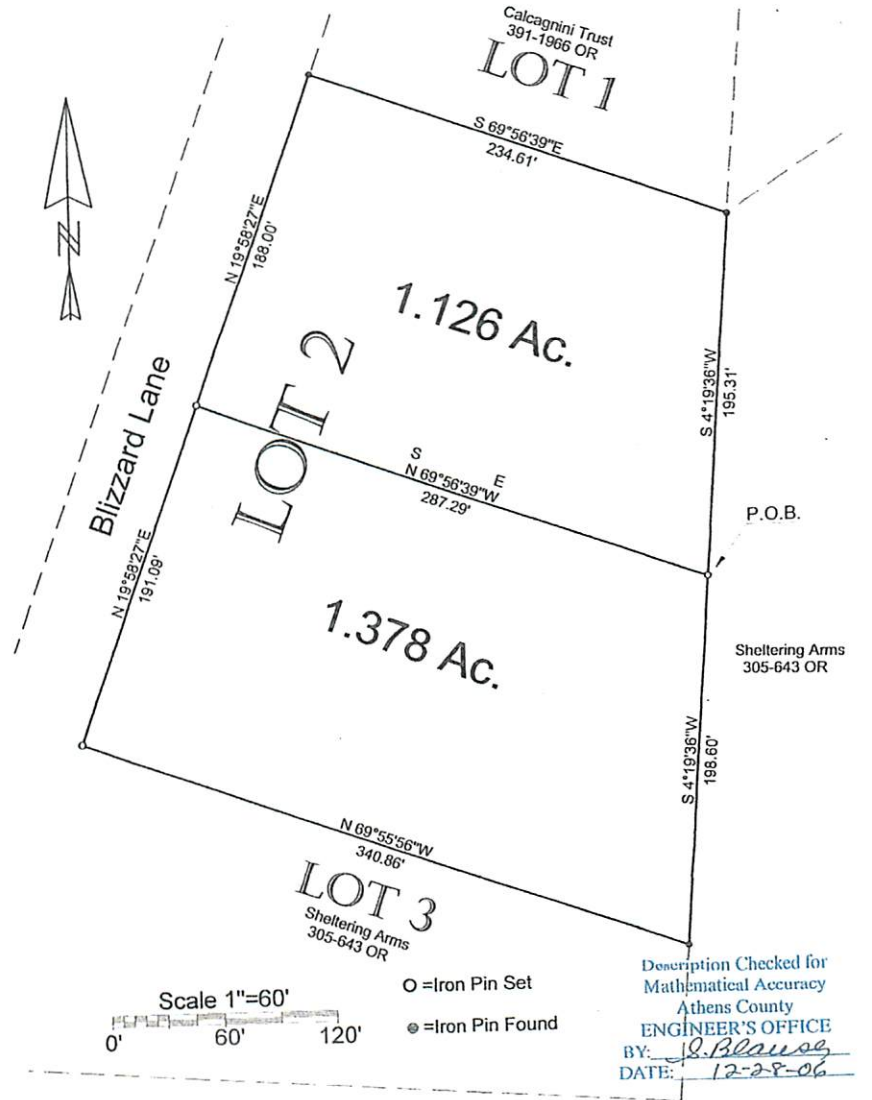 Calcagnini Trust
391-1966 OR
LOT 1
S 69°56'39"E
234.61'
N 19°58'27"E
188.00'
N
1.126 Ac.
LOT 2
S 4°19'36"W
195.31'
Blizzard Lane
S E
N 69°56'39"W
287.29'
P.O.B.
N 19°58'27"E
191.09'
1.378 Ac.
Sheltering Arms
305-643 OR
S 4°19'36"W
198.60'
N 69°55'56"W
340.86'
LOT 3
Sheltering Arms
305-643 OR
Scale 1"=60'
0' 60' 120'
O =Iron Pin Set
=Iron Pin Found
Description Checked for
Mathematical Accuracy
Athens County
ENGINEER'S OFFICE
BY:
DATE: 12-28-06